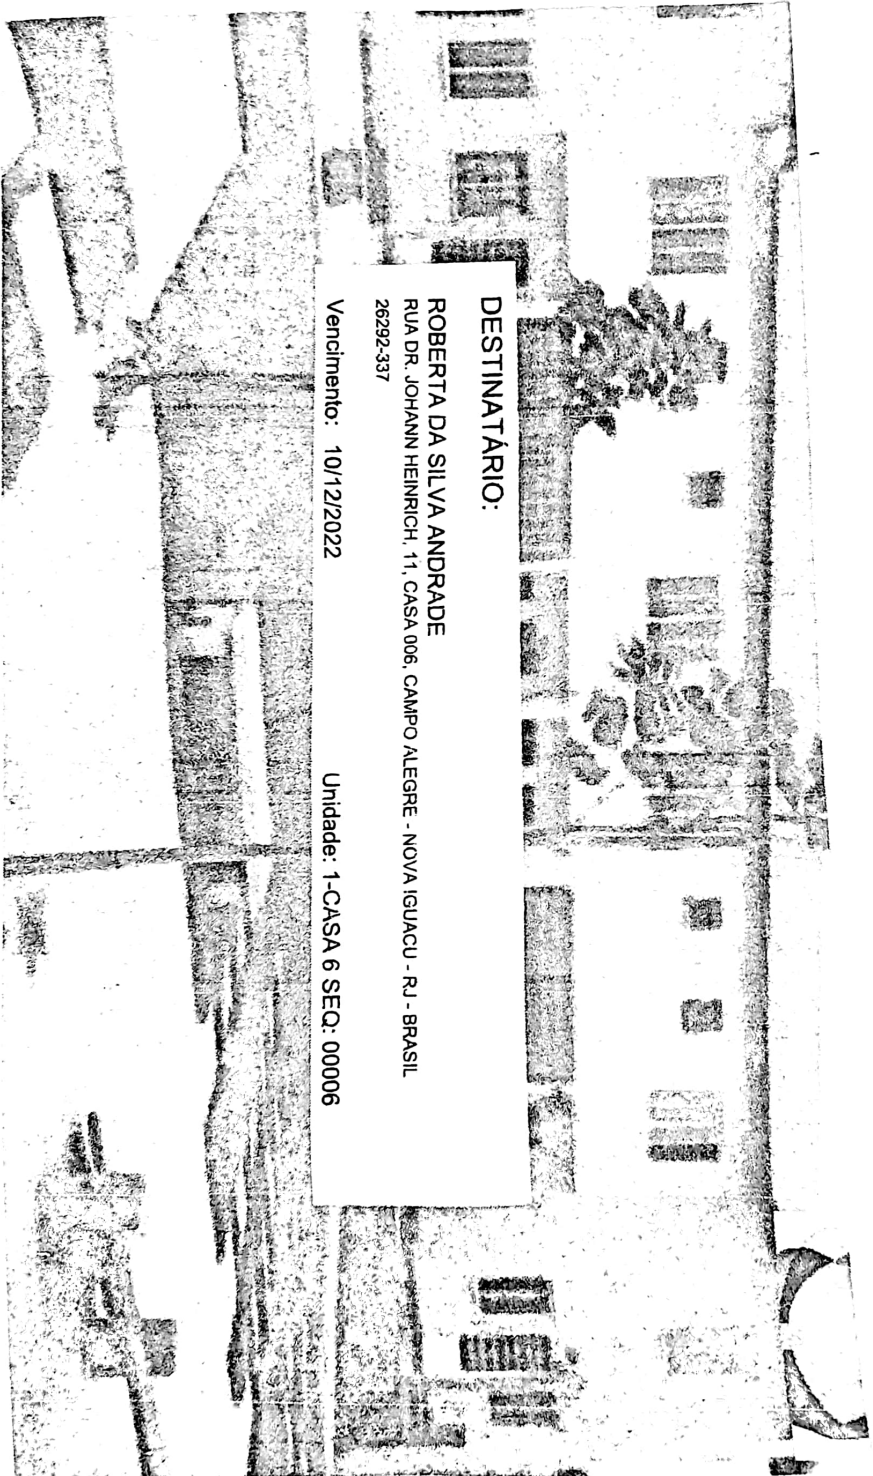 DESTINATÁRIO:
ROBERTA DA SILVA ANDRADE
RUA DR. JOHANN HEINRICH, 11, CASA 006, CAMPO ALEGRE - NOVA IGUACU - RJ - BRASIL
26292-337
Vencimento: 10/12/2022 Unidade: 1-CASA 6 SEQ: 00006